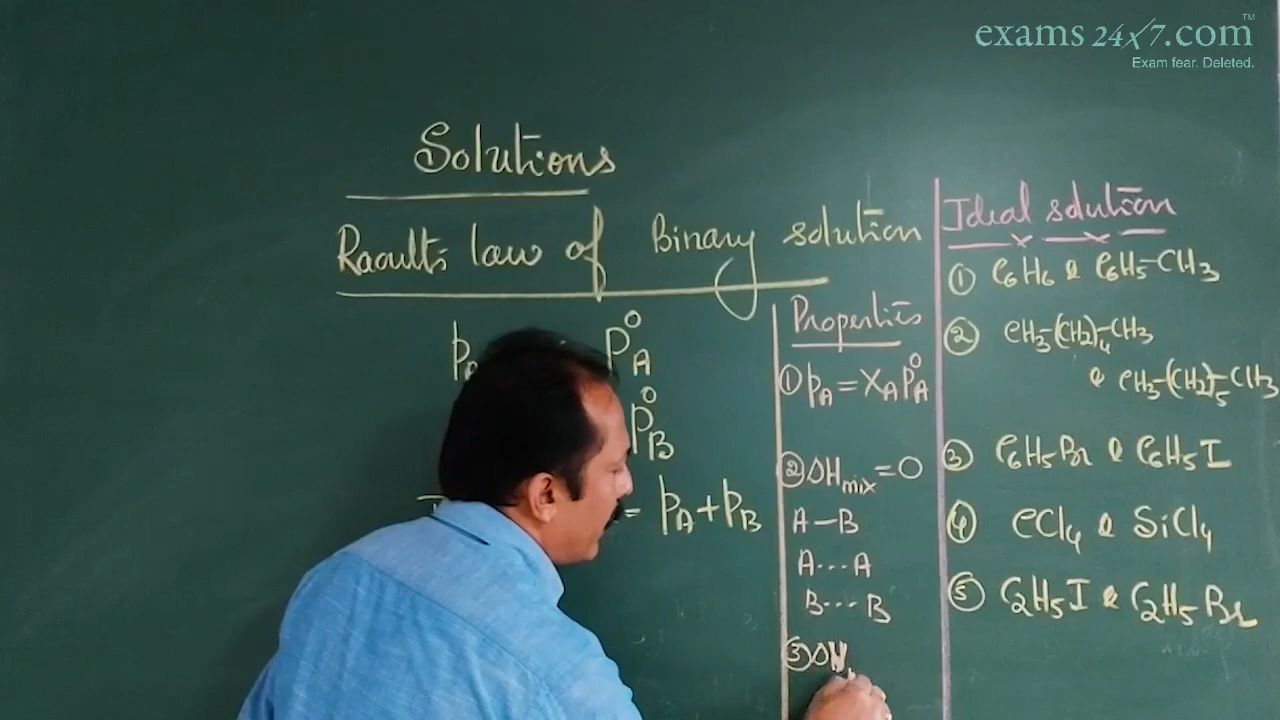 exams 24x7.com™
Exam fear. Deleted.
Solutions
Raoult's law of Binary solution
P°A
P°B
= pA + pB
Properties
① pA = XA P°A
② ΔHmix = 0
A – B
A --- A
B --- B
③ Δ
Ideal solution
① C6H6 & C6H5–CH3
② CH3–(CH2)4–CH3
& CH3–(CH2)5–CH3
③ C6H5Br & C6H5I
④ CCl4 & SiCl4
⑤ C2H5I & C2H5Br